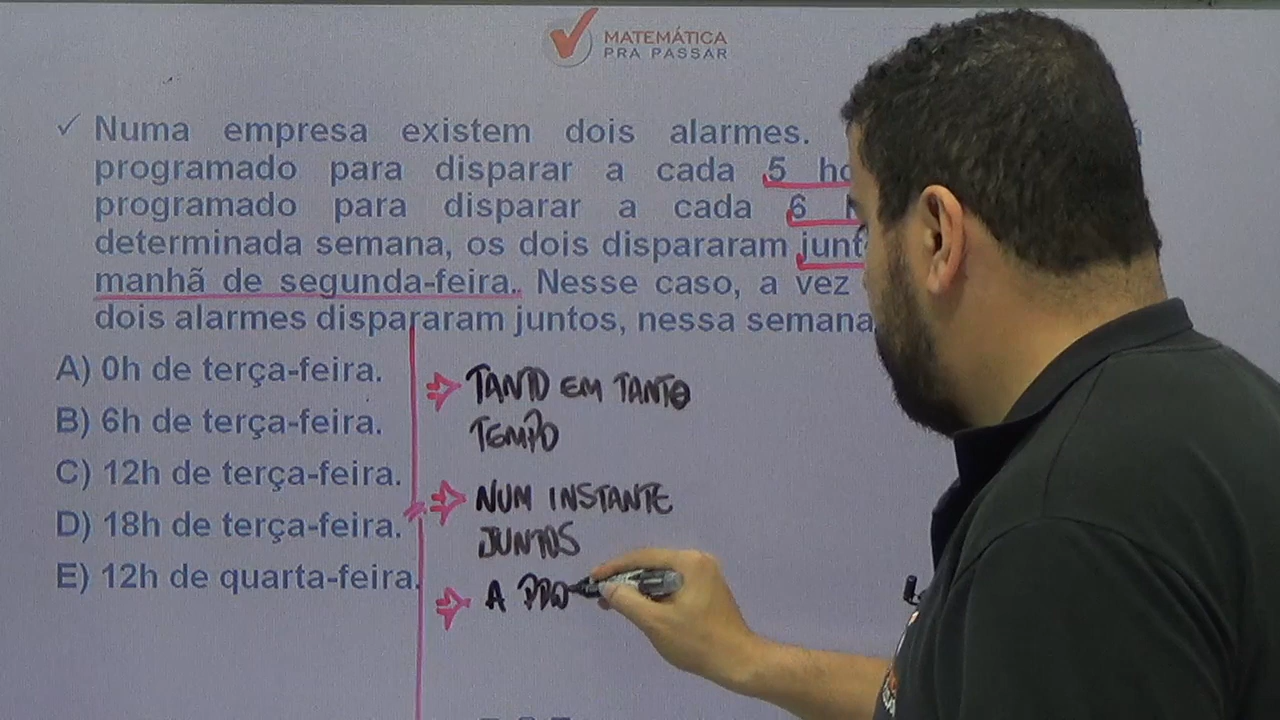 MATEMÁTICA
PRA PASSAR
✓ Numa empresa existem dois alarmes.
programado para disparar a cada 5 ho
programado para disparar a cada 6
determinada semana, os dois dispararam junt
manhã de segunda-feira. Nesse caso, a vez
dois alarmes dispararam juntos, nessa semana
A) 0h de terça-feira.
B) 6h de terça-feira.
C) 12h de terça-feira.
D) 18h de terça-feira.
E) 12h de quarta-feira.
⇒ TANTO EM TANTO
TEMPO
⇒ NUM INSTANTE
JUNTOS
⇒ A PRO